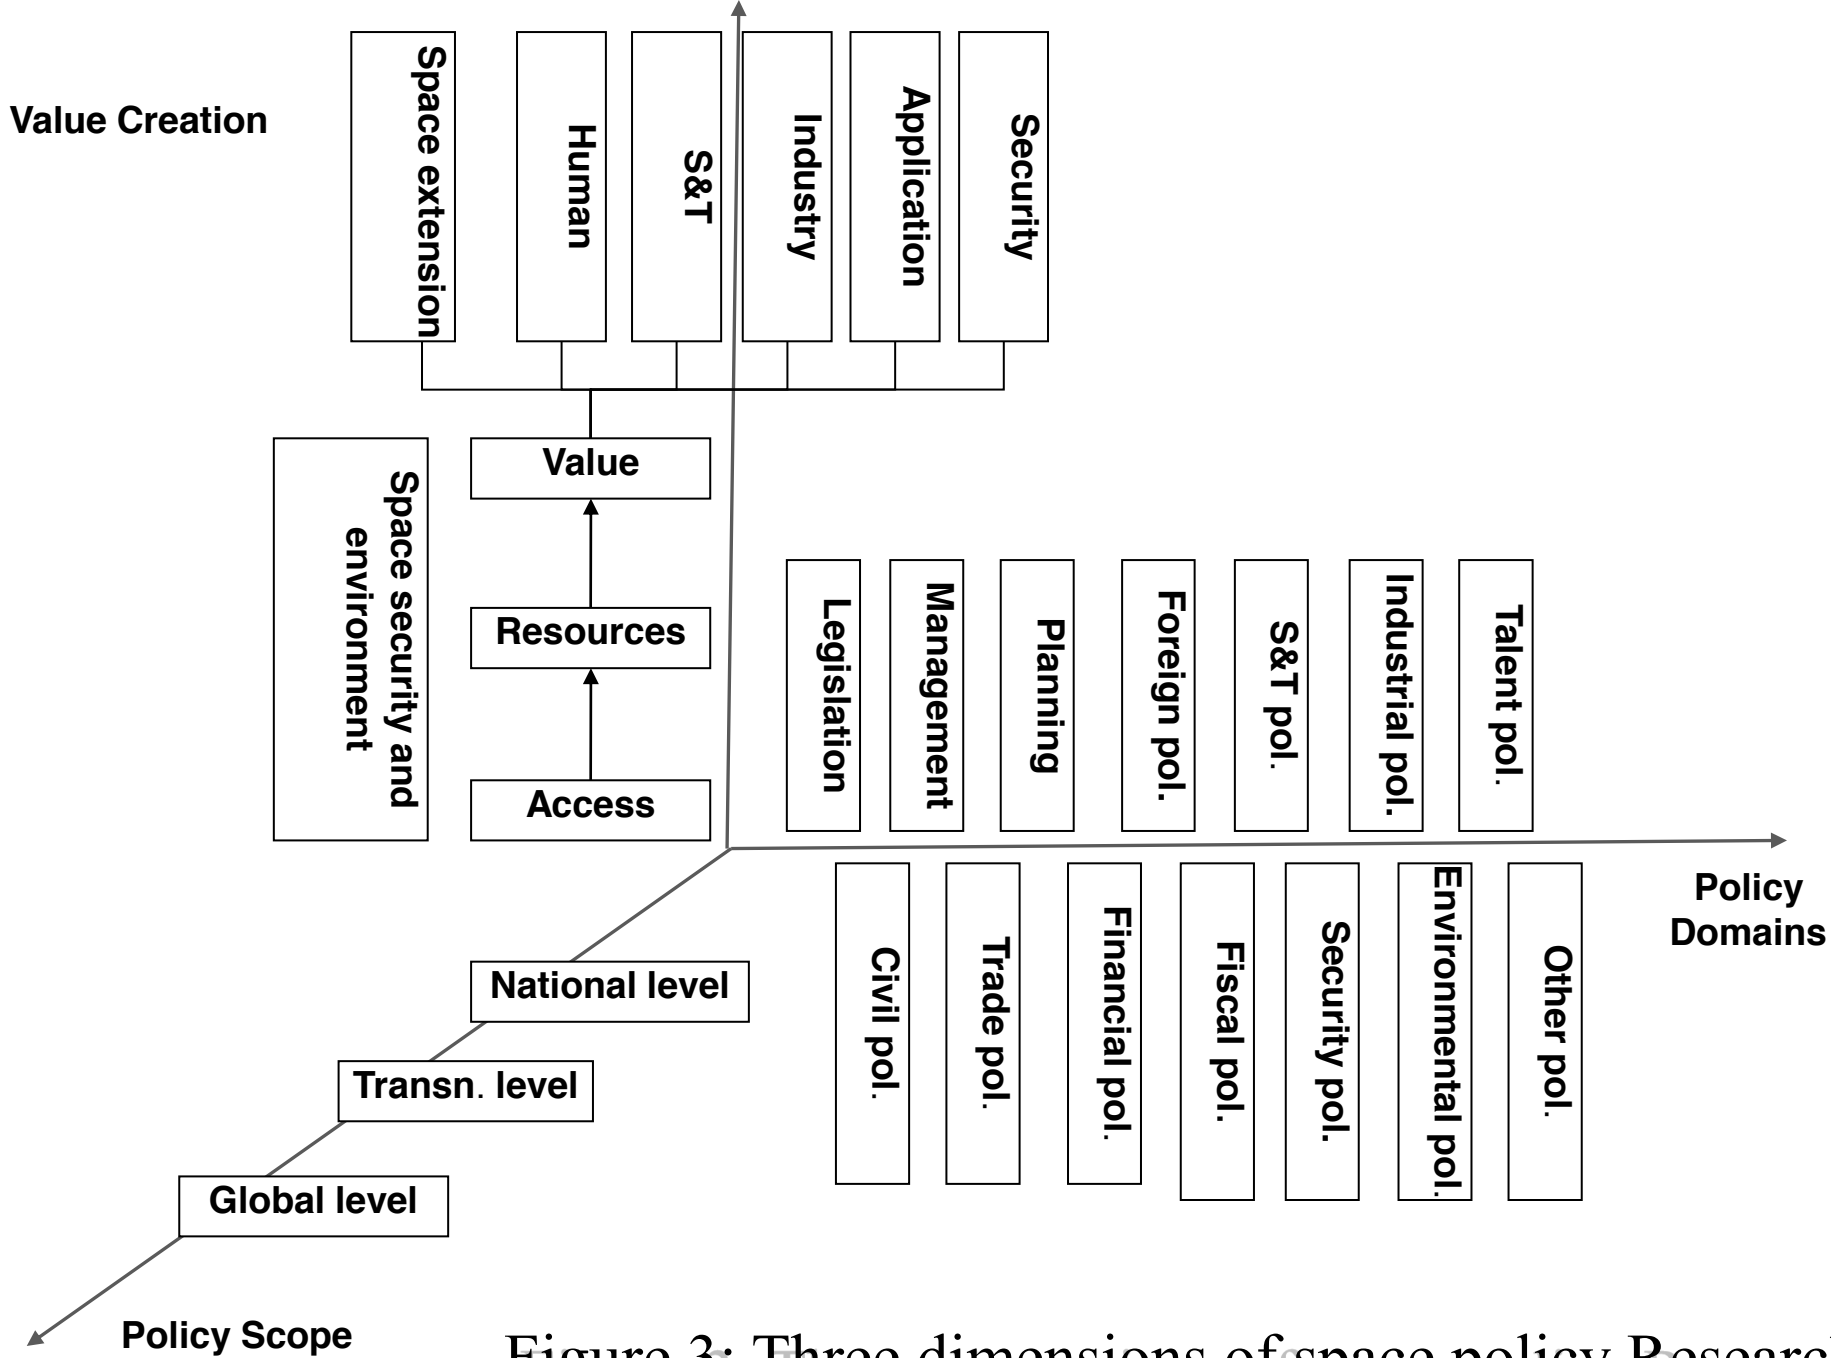 Value Creation
Space extension
Human
S&T
Industry
Application
Security
Space security and
environment
Value
Resources
Access
Legislation
Management
Planning
Foreign pol.
S&T pol.
Industrial pol.
Talent pol.
Policy
Domains
Civil pol.
Trade pol.
Financial pol.
Fiscal pol.
Security pol.
Environmental pol.
Other pol.
National level
Transn. level
Global level
Policy Scope
Figure 3: Three dimensions of space policy Researc